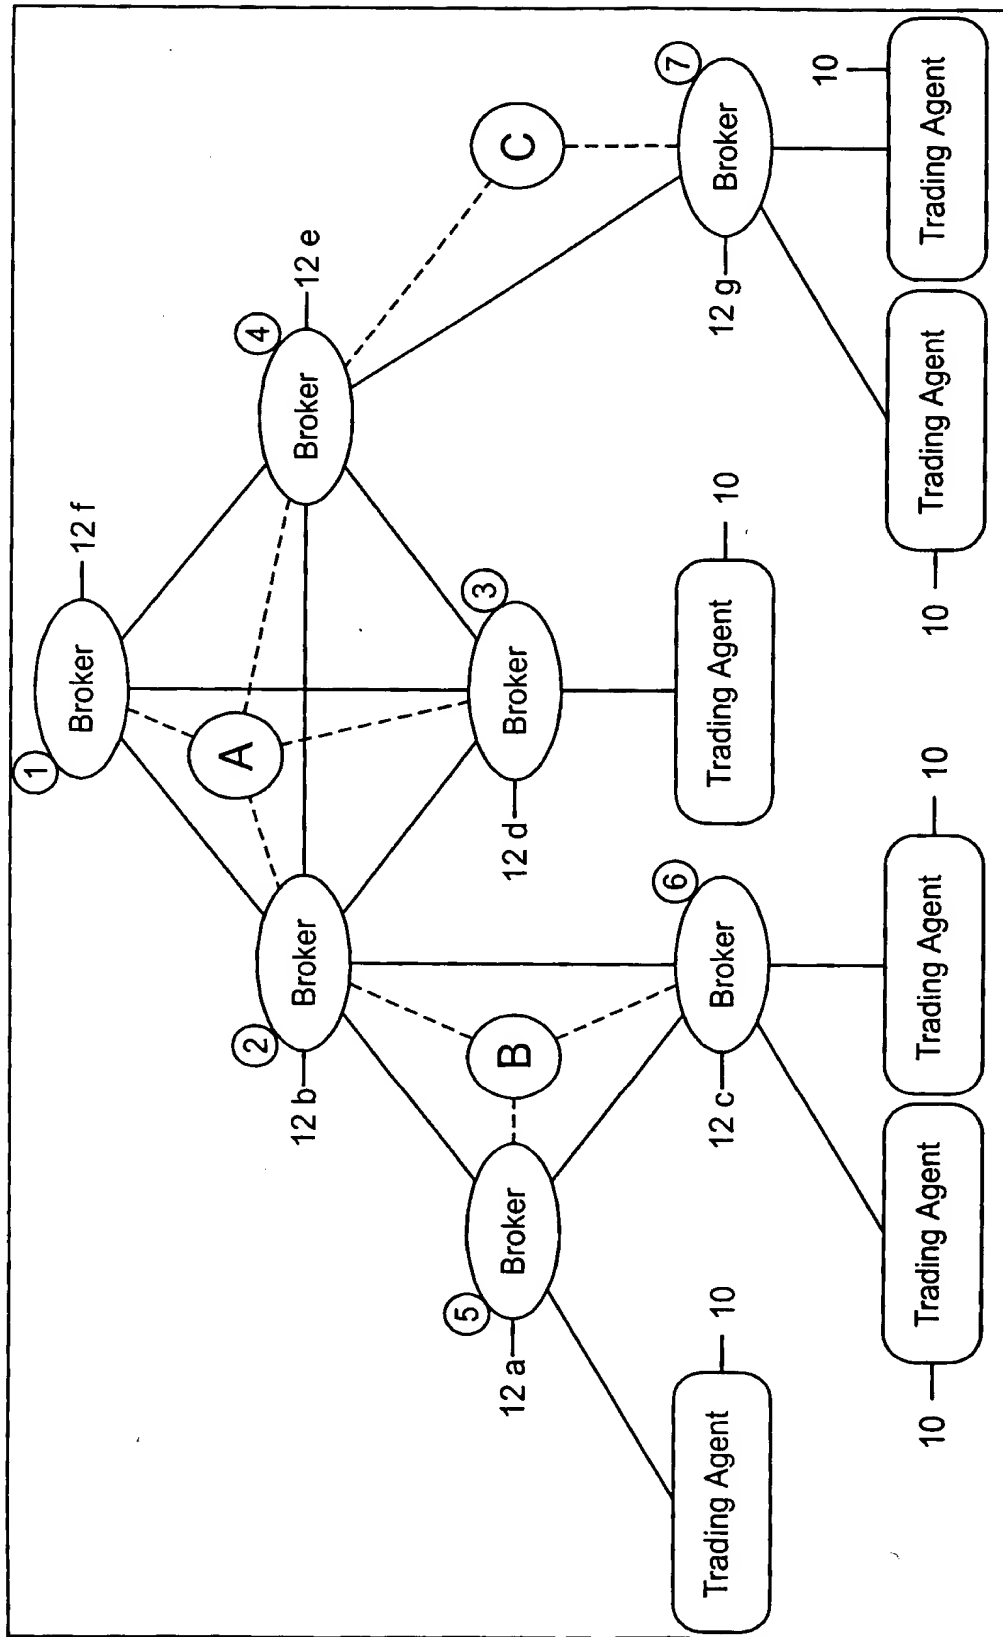 1
Broker
12 f
2
Broker
12 b
A
4
Broker
12 e
5
Broker
12 a
B
3
Broker
12 d
C
Trading Agent
10
6
Broker
12 c
Trading Agent
10
7
Broker
12 g
10
Trading Agent
Trading Agent
10
10
Trading Agent
Trading Agent
10